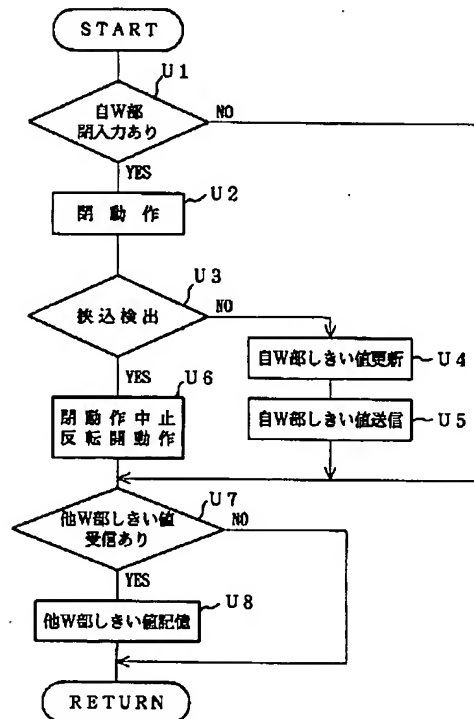 START
U1
自W部
閉入力あり
NO
YES
閉動作
U2
U3
挟込検出
NO
YES
自W部しきい値更新
U4
U6
閉動作中止
反転開動作
自W部しきい値送信
U5
U7
他W部しきい値
受信あり
NO
YES
他W部しきい値記憶
U8
RETURN